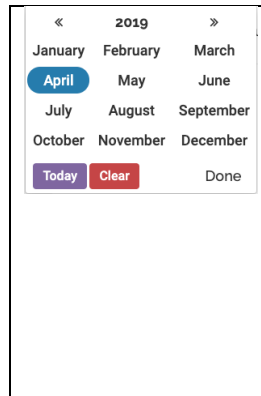 « 2019 »
January February March
April May June
July August September
October November December
Today Clear Done